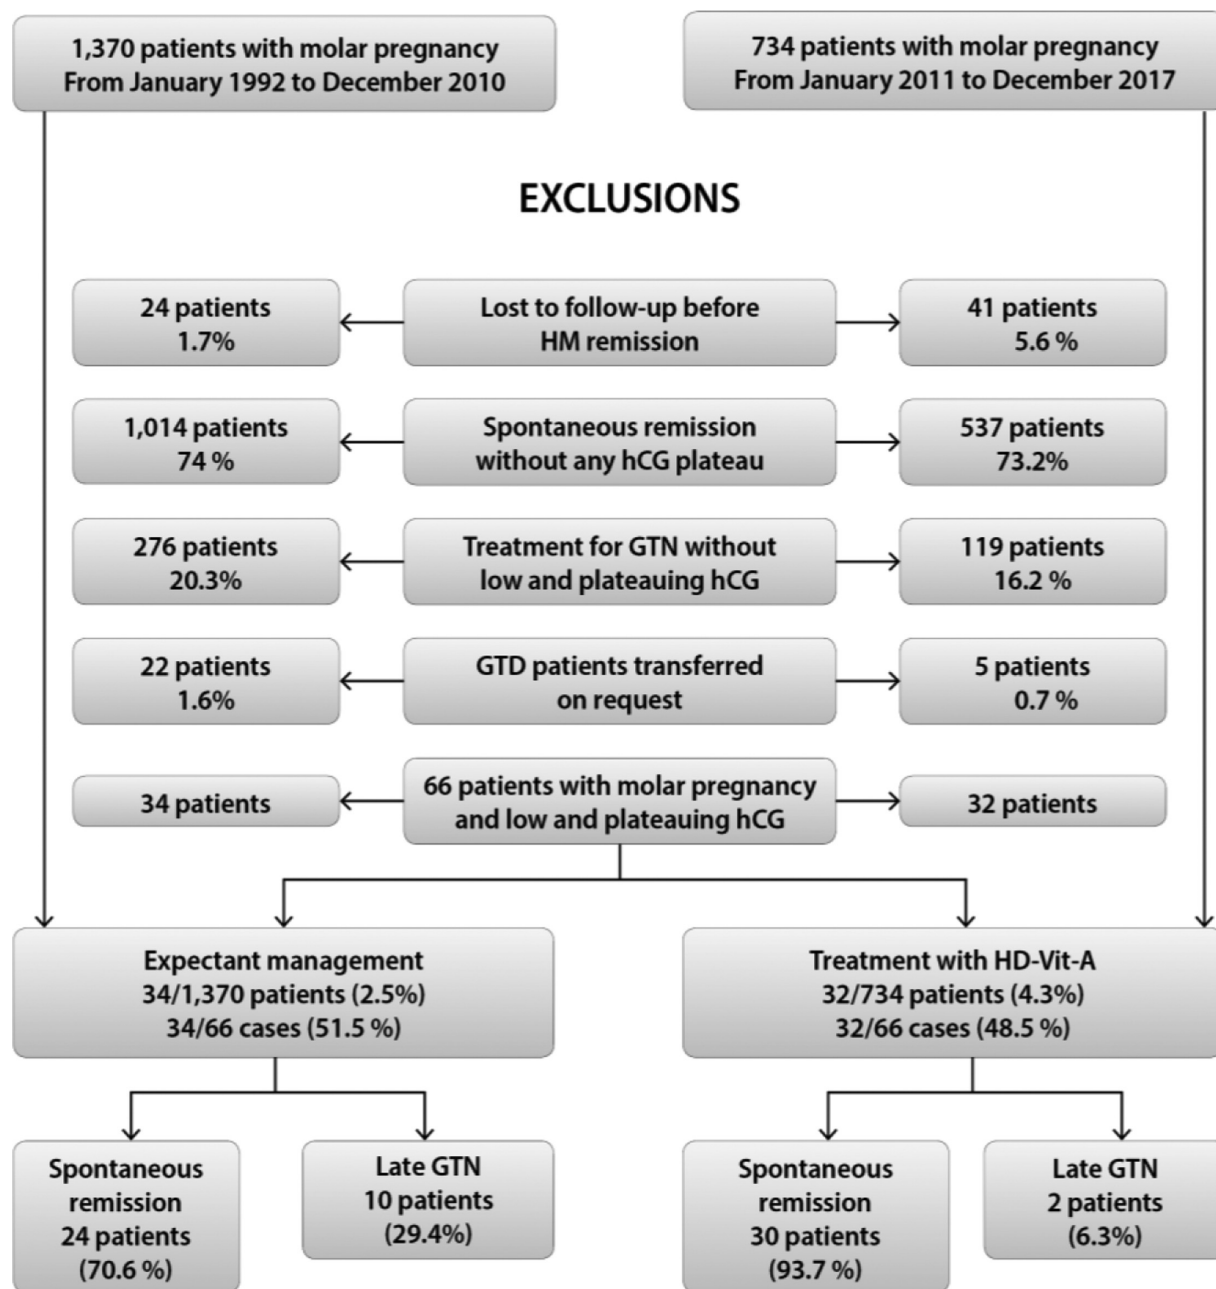 1,370 patients with molar pregnancy
From January 1992 to December 2010
734 patients with molar pregnancy
From January 2011 to December 2017
EXCLUSIONS
24 patients
1.7%
Lost to follow-up before
HM remission
41 patients
5.6 %
1,014 patients
74 %
Spontaneous remission
without any hCG plateau
537 patients
73.2%
276 patients
20.3%
Treatment for GTN without
low and plateauing hCG
119 patients
16.2 %
22 patients
1.6%
GTD patients transferred
on request
5 patients
0.7 %
34 patients
66 patients with molar pregnancy
and low and plateauing hCG
32 patients
Expectant management
34/1,370 patients (2.5%)
34/66 cases (51.5 %)
Treatment with HD-Vit-A
32/734 patients (4.3%)
32/66 cases (48.5 %)
Spontaneous
remission
24 patients
(70.6 %)
Late GTN
10 patients
(29.4%)
Spontaneous
remission
30 patients
(93.7 %)
Late GTN
2 patients
(6.3%)